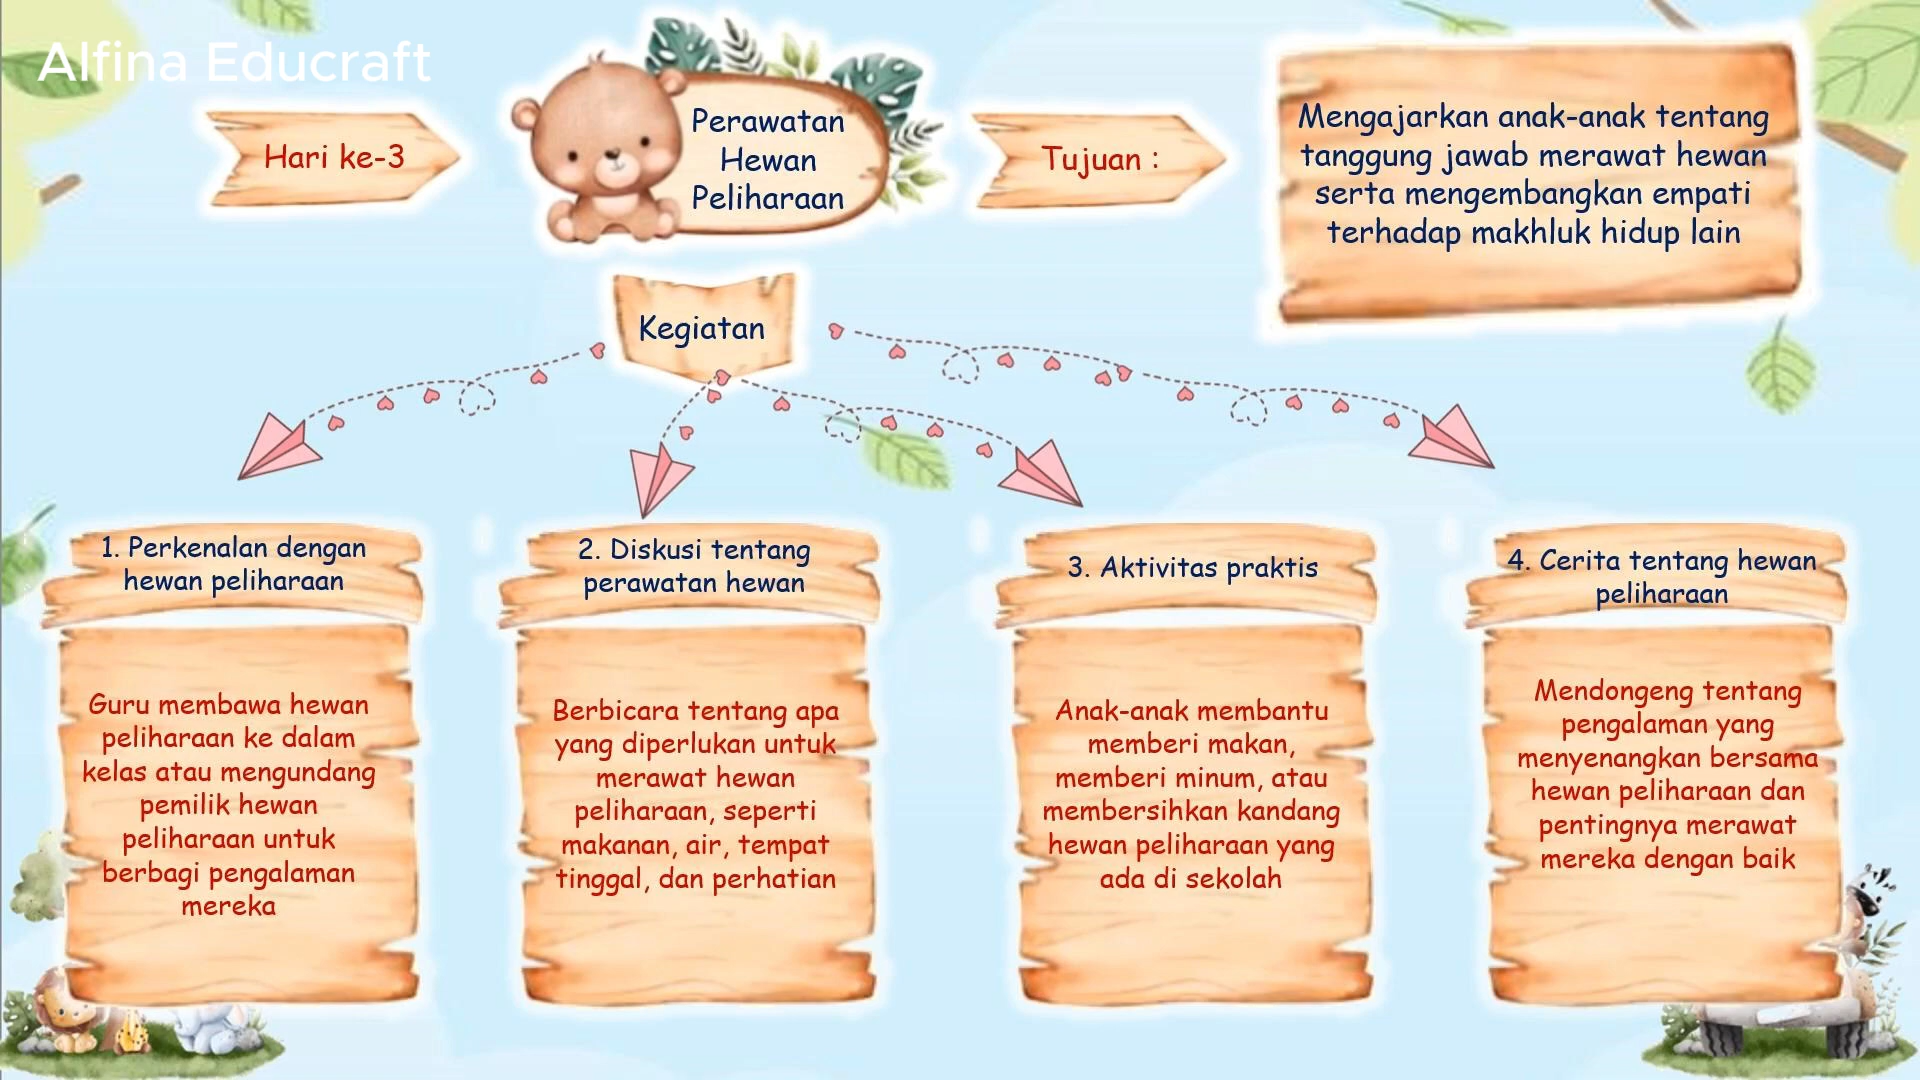 Alfina Educraft
Hari ke-3
Perawatan
Hewan
Peliharaan
Tujuan :
Mengajarkan anak-anak tentang
tanggung jawab merawat hewan
serta mengembangkan empati
terhadap makhluk hidup lain
Kegiatan
1. Perkenalan dengan
hewan peliharaan
Guru membawa hewan
peliharaan ke dalam
kelas atau mengundang
pemilik hewan
peliharaan untuk
berbagi pengalaman
mereka
2. Diskusi tentang
perawatan hewan
Berbicara tentang apa
yang diperlukan untuk
merawat hewan
peliharaan, seperti
makanan, air, tempat
tinggal, dan perhatian
3. Aktivitas praktis
Anak-anak membantu
memberi makan,
memberi minum, atau
membersihkan kandang
hewan peliharaan yang
ada di sekolah
4. Cerita tentang hewan
peliharaan
Mendongeng tentang
pengalaman yang
menyenangkan bersama
hewan peliharaan dan
pentingnya merawat
mereka dengan baik